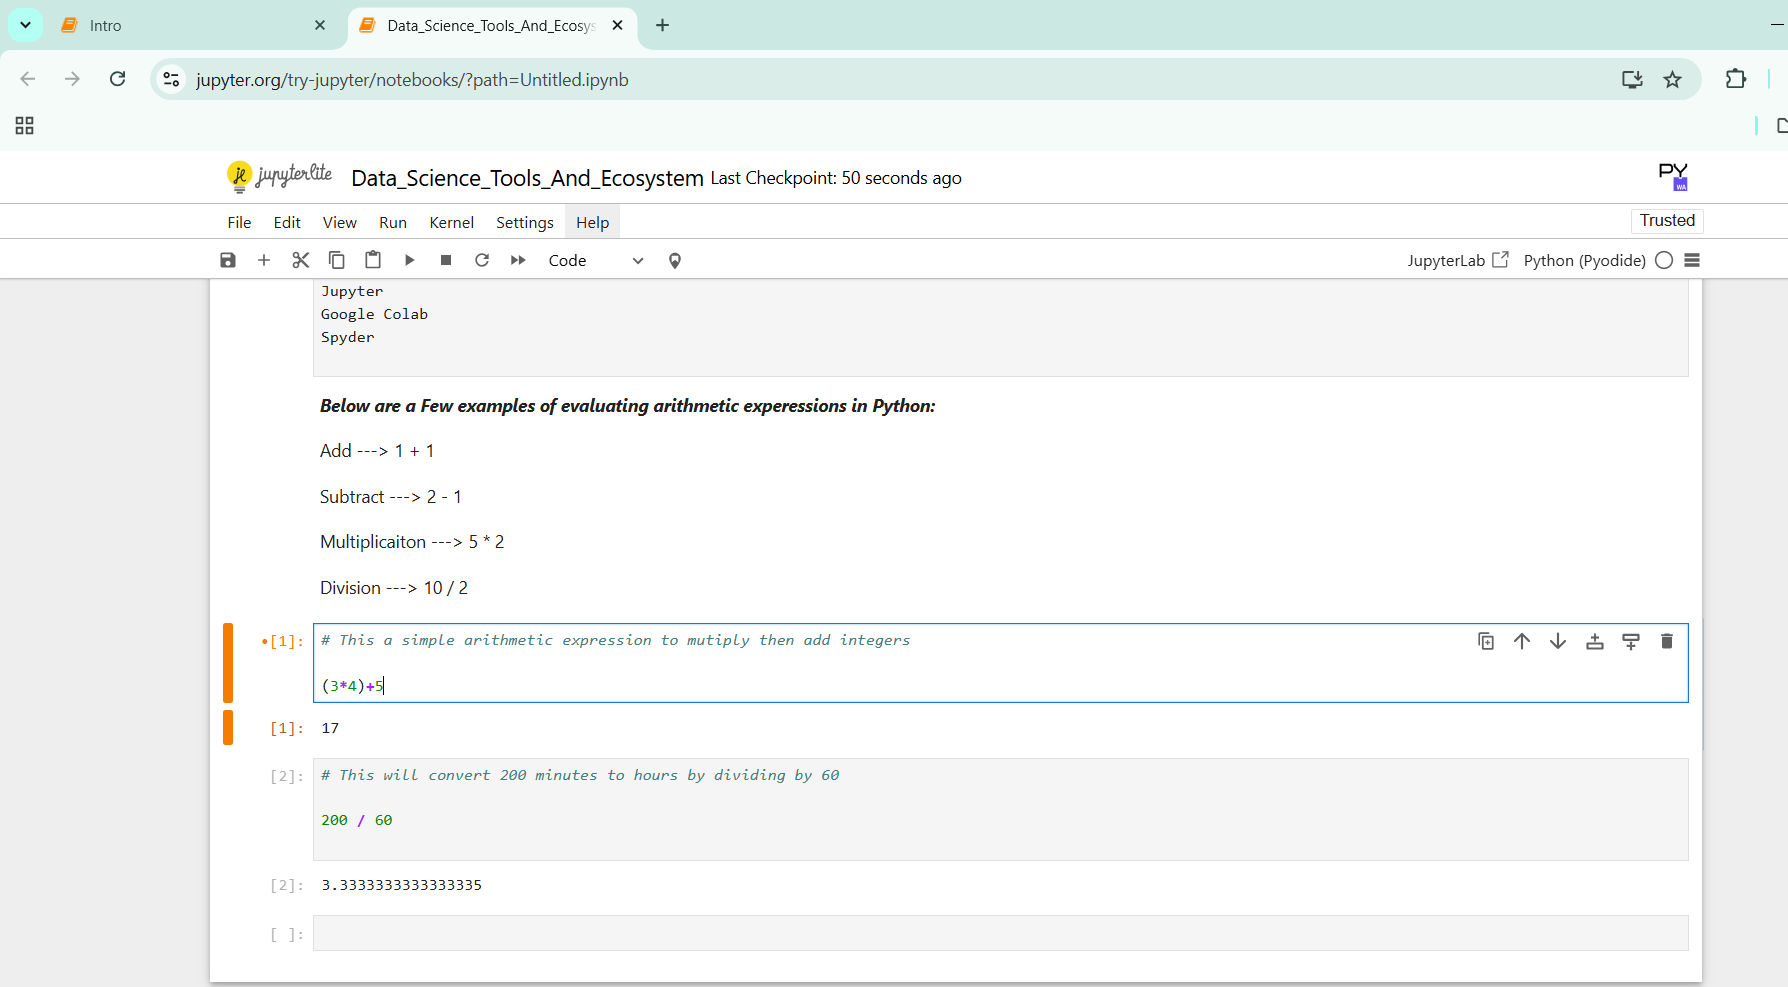 Intro
Data_Science_Tools_And_Ecosys
jupyter.org/try-jupyter/notebooks/?path=Untitled.ipynb
jupyterlite Data_Science_Tools_And_Ecosystem Last Checkpoint: 50 seconds ago PY WA
File Edit View Run Kernel Settings Help Trusted
Code JupyterLab Python (Pyodide)
Jupyter
Google Colab
Spyder
Below are a Few examples of evaluating arithmetic experessions in Python:
Add ---> 1 + 1
Subtract ---> 2 - 1
Multiplicaiton ---> 5 * 2
Division ---> 10 / 2
•[1]: # This a simple arithmetic expression to mutiply then add integers
(3*4)+5
[1]: 17
[2]: # This will convert 200 minutes to hours by dividing by 60
200 / 60
[2]: 3.3333333333333335
[ ]: